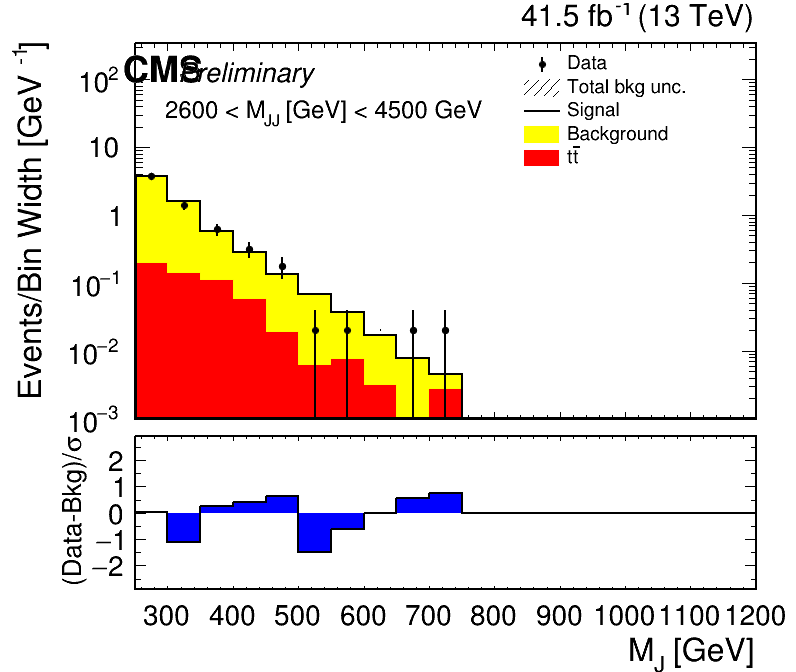 41.5 fb⁻¹ (13 TeV)
CMS Preliminary
2600 < M_JJ [GeV] < 4500 GeV
Data
Total bkg unc.
Signal
Background
tt̄
Events/Bin Width [GeV⁻¹]
10²
10
1
10⁻¹
10⁻²
10⁻³
(Data-Bkg)/σ
2
1
0
−1
−2
300 400 500 600 700 800 900 1000 1100 1200
M_J [GeV]